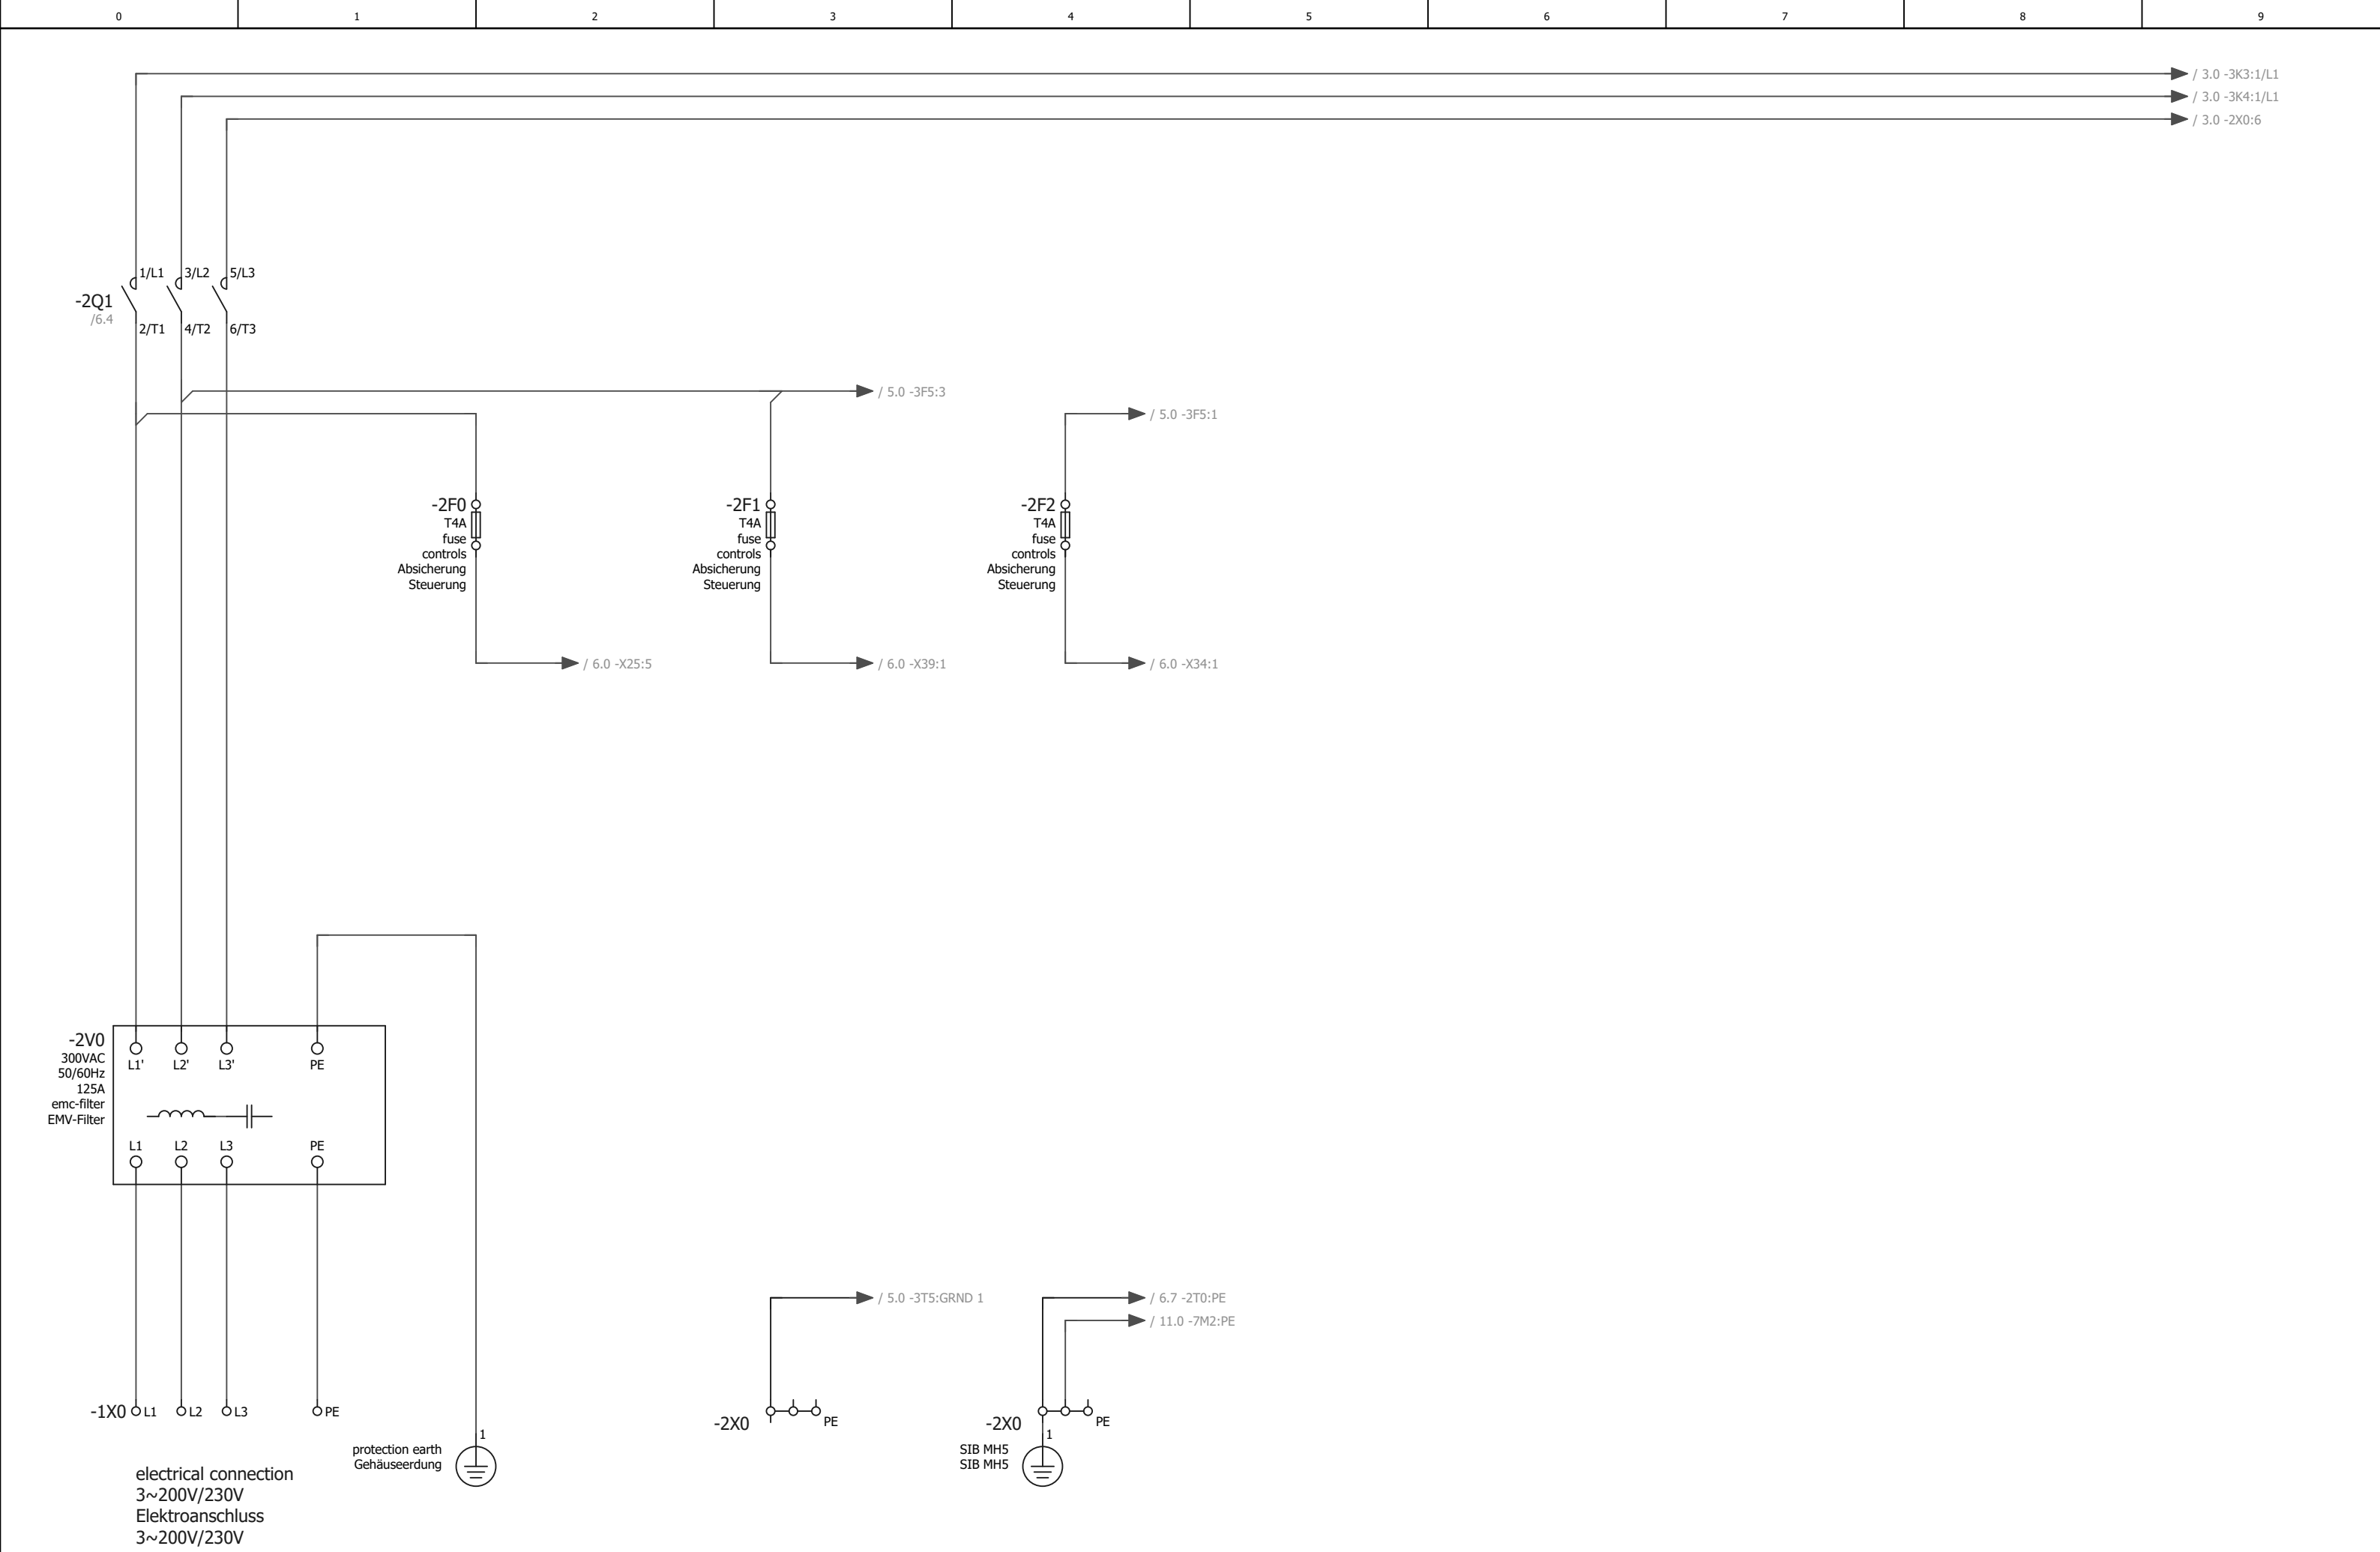 0 1 2 3 4 5 6 7 8 9
/ 3.0 -3K3:1/L1
/ 3.0 -3K4:1/L1
/ 3.0 -2X0:6
1/L1 3/L2 5/L3
-2Q1
/6.4
2/T1 4/T2 6/T3
/ 5.0 -3F5:3
/ 5.0 -3F5:1
-2F0
T4A
fuse
controls
Absicherung
Steuerung
-2F1
T4A
fuse
controls
Absicherung
Steuerung
-2F2
T4A
fuse
controls
Absicherung
Steuerung
/ 6.0 -X25:5
/ 6.0 -X39:1
/ 6.0 -X34:1
-2V0
300VAC
50/60Hz
125A
emc-filter
EMV-Filter
L1' L2' L3' PE
L1 L2 L3 PE
/ 5.0 -3T5:GRND 1
/ 6.7 -2T0:PE
/ 11.0 -7M2:PE
-1X0 L1 L2 L3 PE
-2X0 PE
-2X0 PE
1
protection earth
Gehäuseerdung
1
SIB MH5
SIB MH5
electrical connection
3~200V/230V
Elektroanschluss
3~200V/230V